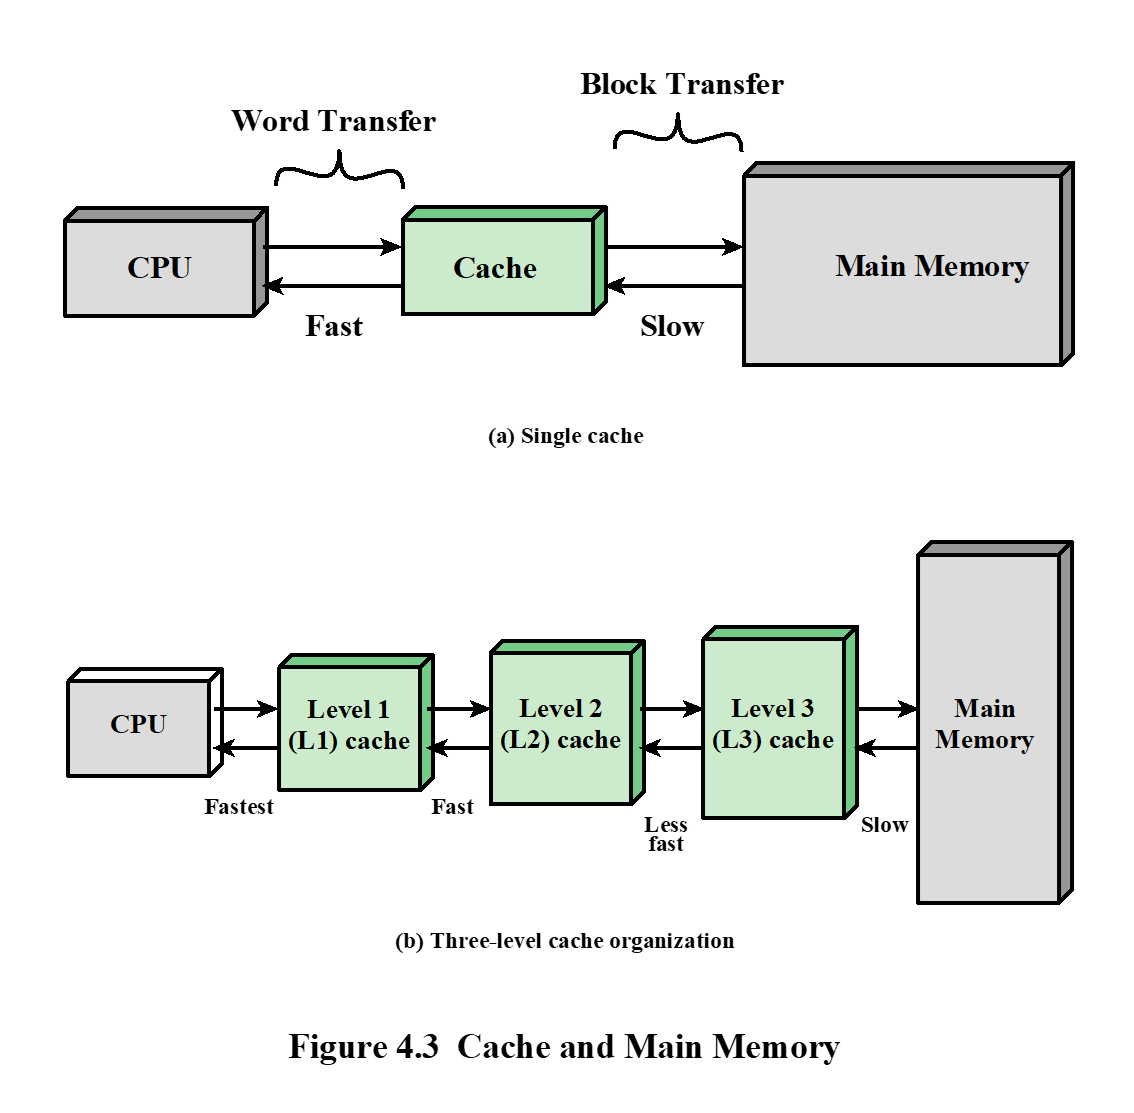 Block Transfer
Word Transfer
CPU
Cache
Main Memory
Fast
Slow
(a) Single cache
CPU
Level 1
(L1) cache
Level 2
(L2) cache
Level 3
(L3) cache
Main
Memory
Fastest
Fast
Less
fast
Slow
(b) Three-level cache organization
Figure 4.3 Cache and Main Memory